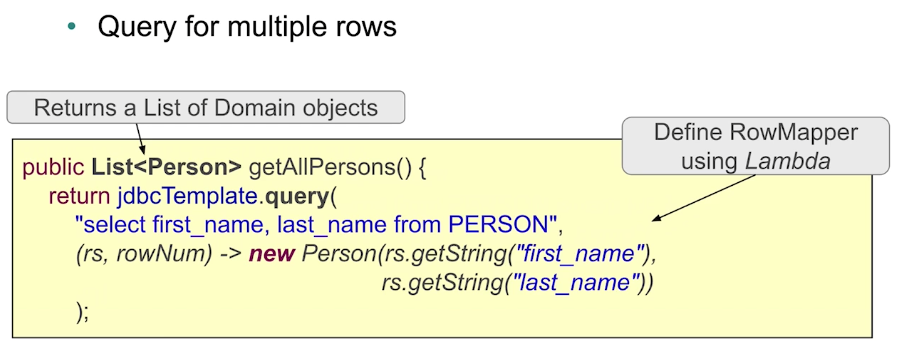 • Query for multiple rows
Returns a List of Domain objects
Define RowMapper
using Lambda
public List<Person> getAllPersons() {
return jdbcTemplate.query(
"select first_name, last_name from PERSON",
(rs, rowNum) -> new Person(rs.getString("first_name"),
rs.getString("last_name"))
);